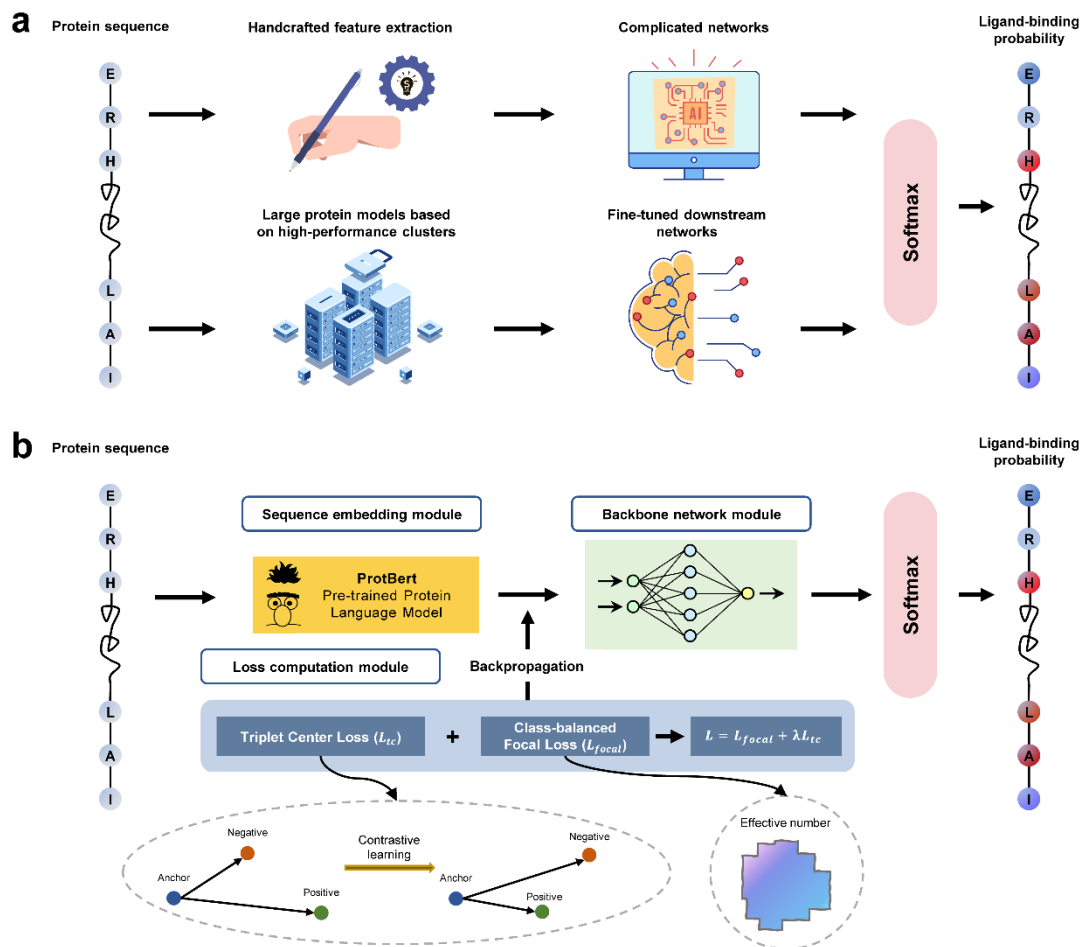 a
Protein sequence
Handcrafted feature extraction
Complicated networks
Ligand-binding
probability
E
R
H
L
A
I
AI
Large protein models based
on high-performance clusters
Fine-tuned downstream
networks
Softmax
E
R
H
L
A
I
b
Protein sequence
Ligand-binding
probability
E
R
H
L
A
I
Sequence embedding module
Backbone network module
ProtBert
Pre-trained Protein
Language Model
Softmax
Loss computation module
Backpropagation
Triplet Center Loss (L_tc)
+
Class-balanced
Focal Loss (L_focal)
L = L_focal + λL_tc
E
R
H
L
A
I
Negative
Anchor
Positive
Contrastive
learning
Negative
Anchor
Positive
Effective number